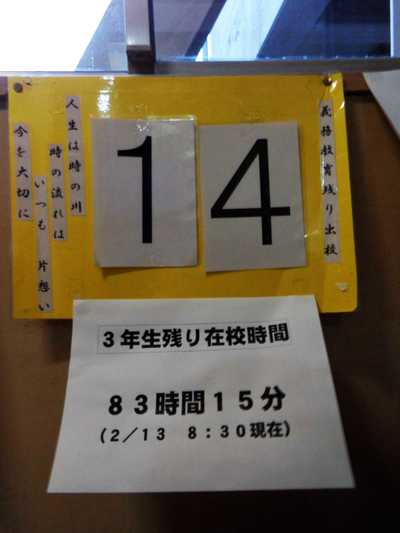 義務教育残り出校
14
人生は時の川
時の流れは
いつも 片想い
今を大切に
3年生残り在校時間
83時間15分
(2/13 8:30現在)